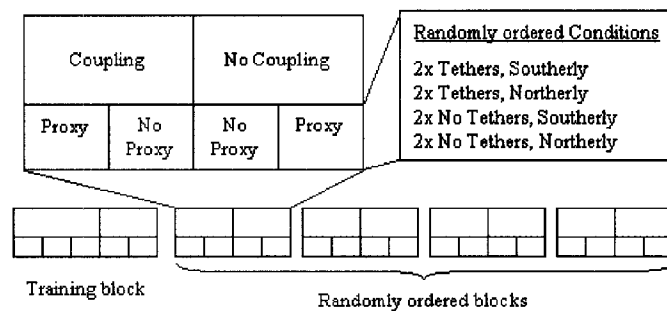 Coupling
No Coupling
Proxy
No
Proxy
No
Proxy
Proxy
Randomly ordered Conditions
2x Tethers, Southerly
2x Tethers, Northerly
2x No Tethers, Southerly
2x No Tethers, Northerly
Training block
Randomly ordered blocks